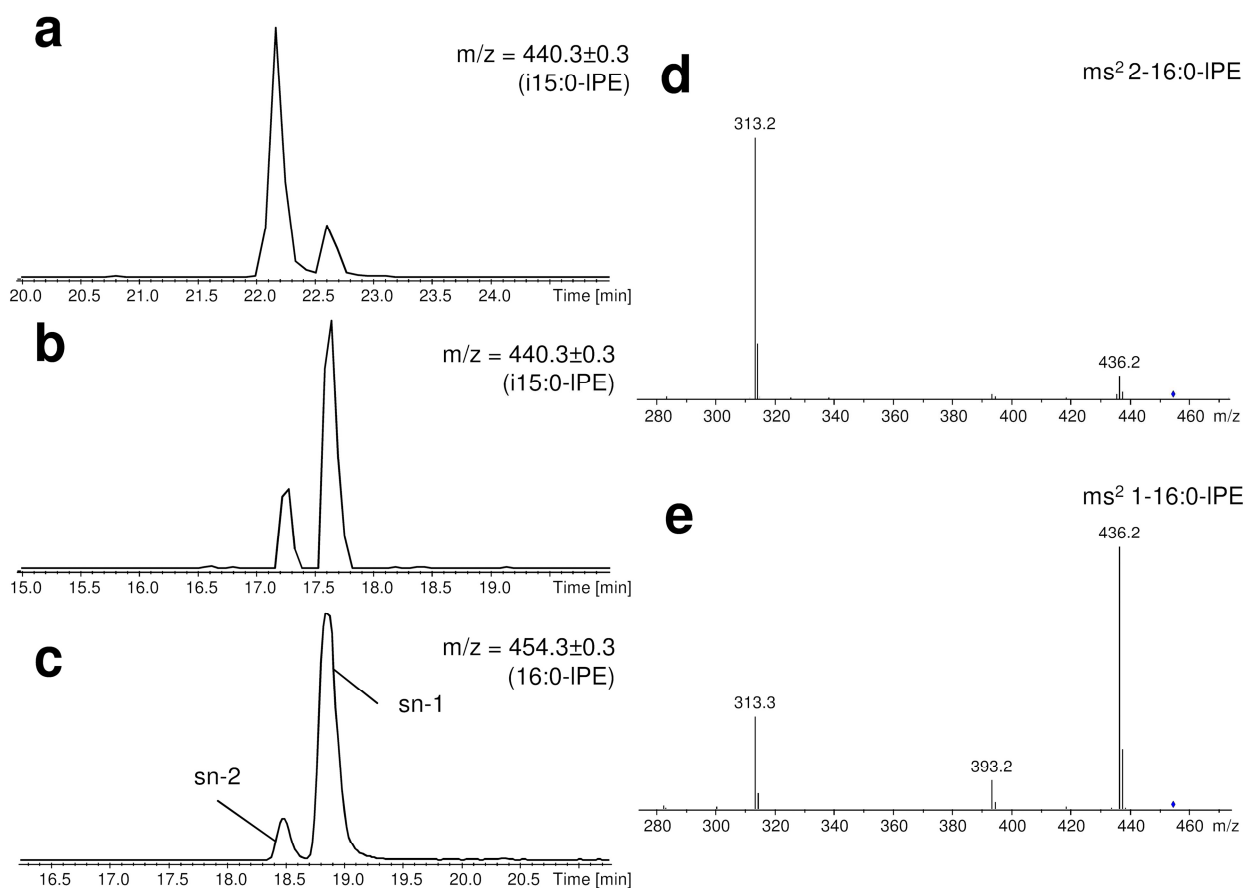 a
m/z = 440.3±0.3
(i15:0-lPE)
20.0 20.5 21.0 21.5 22.0 22.5 23.0 23.5 24.0 Time [min]
b
m/z = 440.3±0.3
(i15:0-lPE)
15.0 15.5 16.0 16.5 17.0 17.5 18.0 18.5 19.0 Time [min]
c
m/z = 454.3±0.3
(16:0-lPE)
sn-1
sn-2
16.5 17.0 17.5 18.0 18.5 19.0 19.5 20.0 20.5 Time [min]
d
ms² 2-16:0-lPE
313.2
436.2
280 300 320 340 360 380 400 420 440 460 m/z
e
ms² 1-16:0-lPE
436.2
313.3
393.2
280 300 320 340 360 380 400 420 440 460 m/z